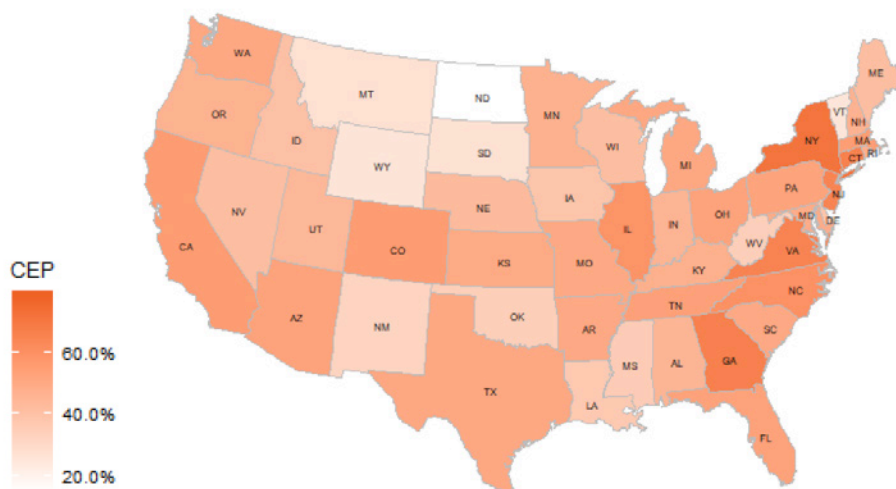 WA
ME
MT
ND
VT
MN
NH
OR
NY
MA
ID
WI
SD
CT
RI
MI
WY
IA
PA
NJ
NE
NV
OH
MD
DE
IL
IN
UT
WV
CA
CO
VA
KS
MO
KY
CEP
NC
TN
AZ
OK
NM
AR
SC
60.0%
GA
MS
AL
TX
LA
40.0%
FL
20.0%